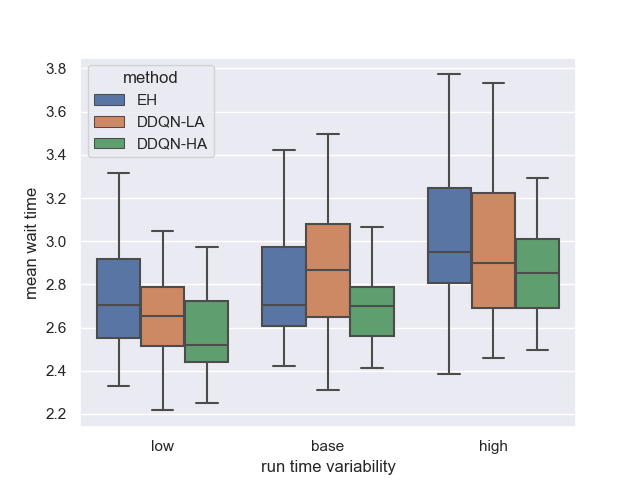 3.8
3.6
3.4
3.2
3.0
2.8
2.6
2.4
2.2
mean wait time
method
EH
DDQN-LA
DDQN-HA
low
base
high
run time variability